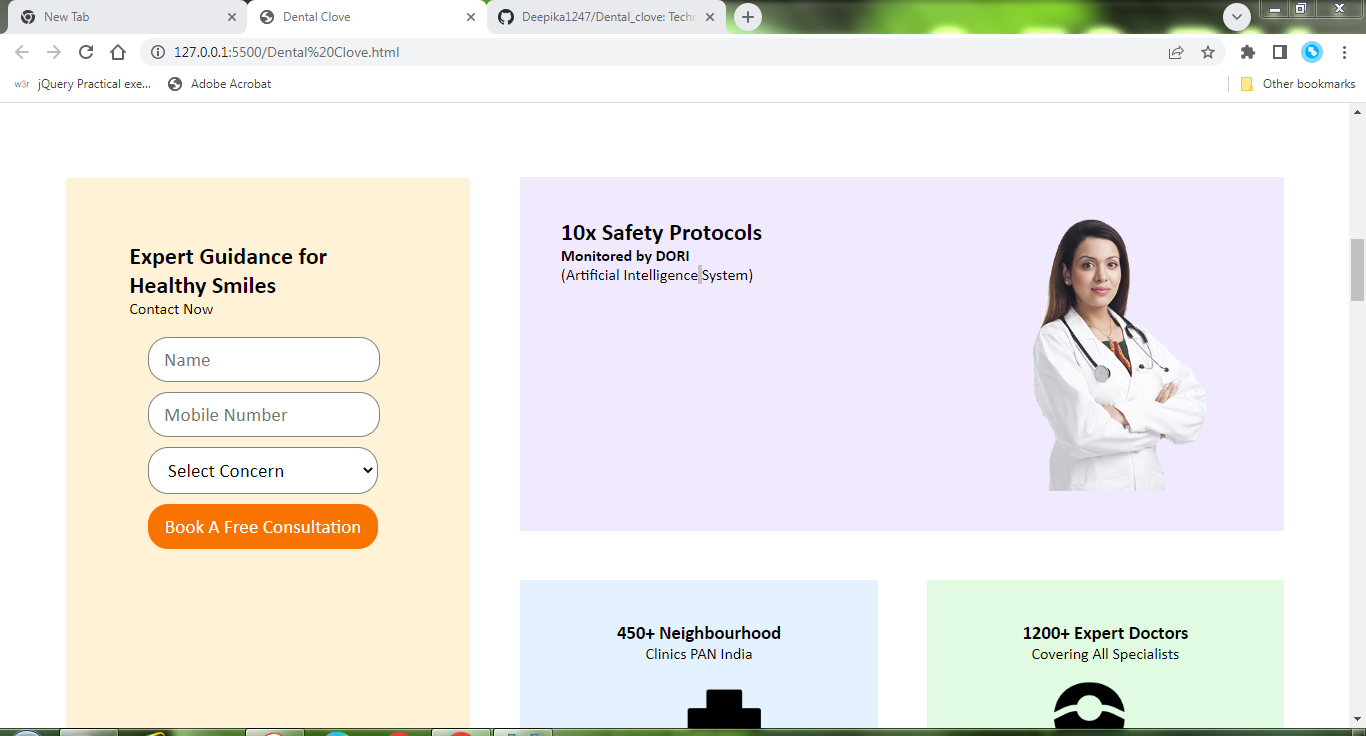 New Tab
Dental Clove
Deepika1247/Dental_clove: Techn
127.0.0.1:5500/Dental%20Clove.html
w3r jQuery Practical exe...
Adobe Acrobat
Other bookmarks
Expert Guidance for
Healthy Smiles
Contact Now
Name
Mobile Number
Select Concern
Book A Free Consultation
10x Safety Protocols
Monitored by DORI
(Artificial Intelligence System)
450+ Neighbourhood
Clinics PAN India
1200+ Expert Doctors
Covering All Specialists